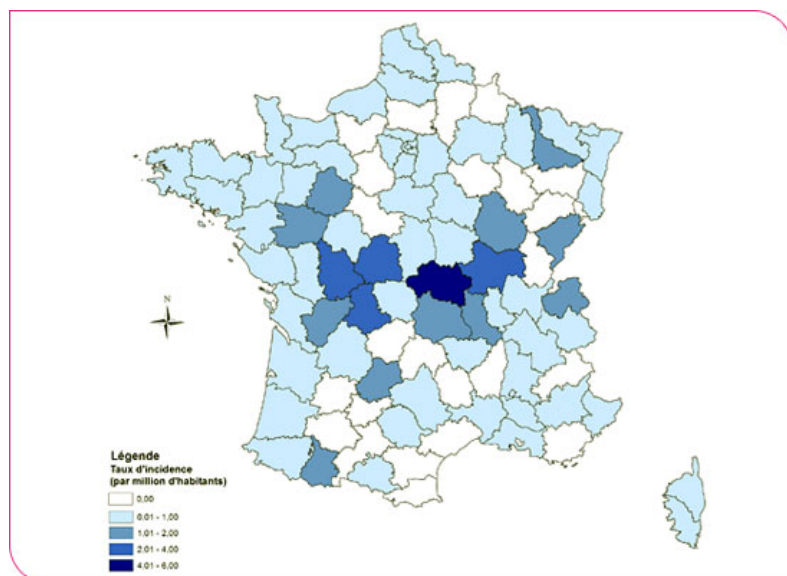 N
Légende
Taux d'incidence
(par million d'habitants)
0,00
0,01 - 1,00
1,01 - 2,00
2,01 - 4,00
4,01 - 6,00